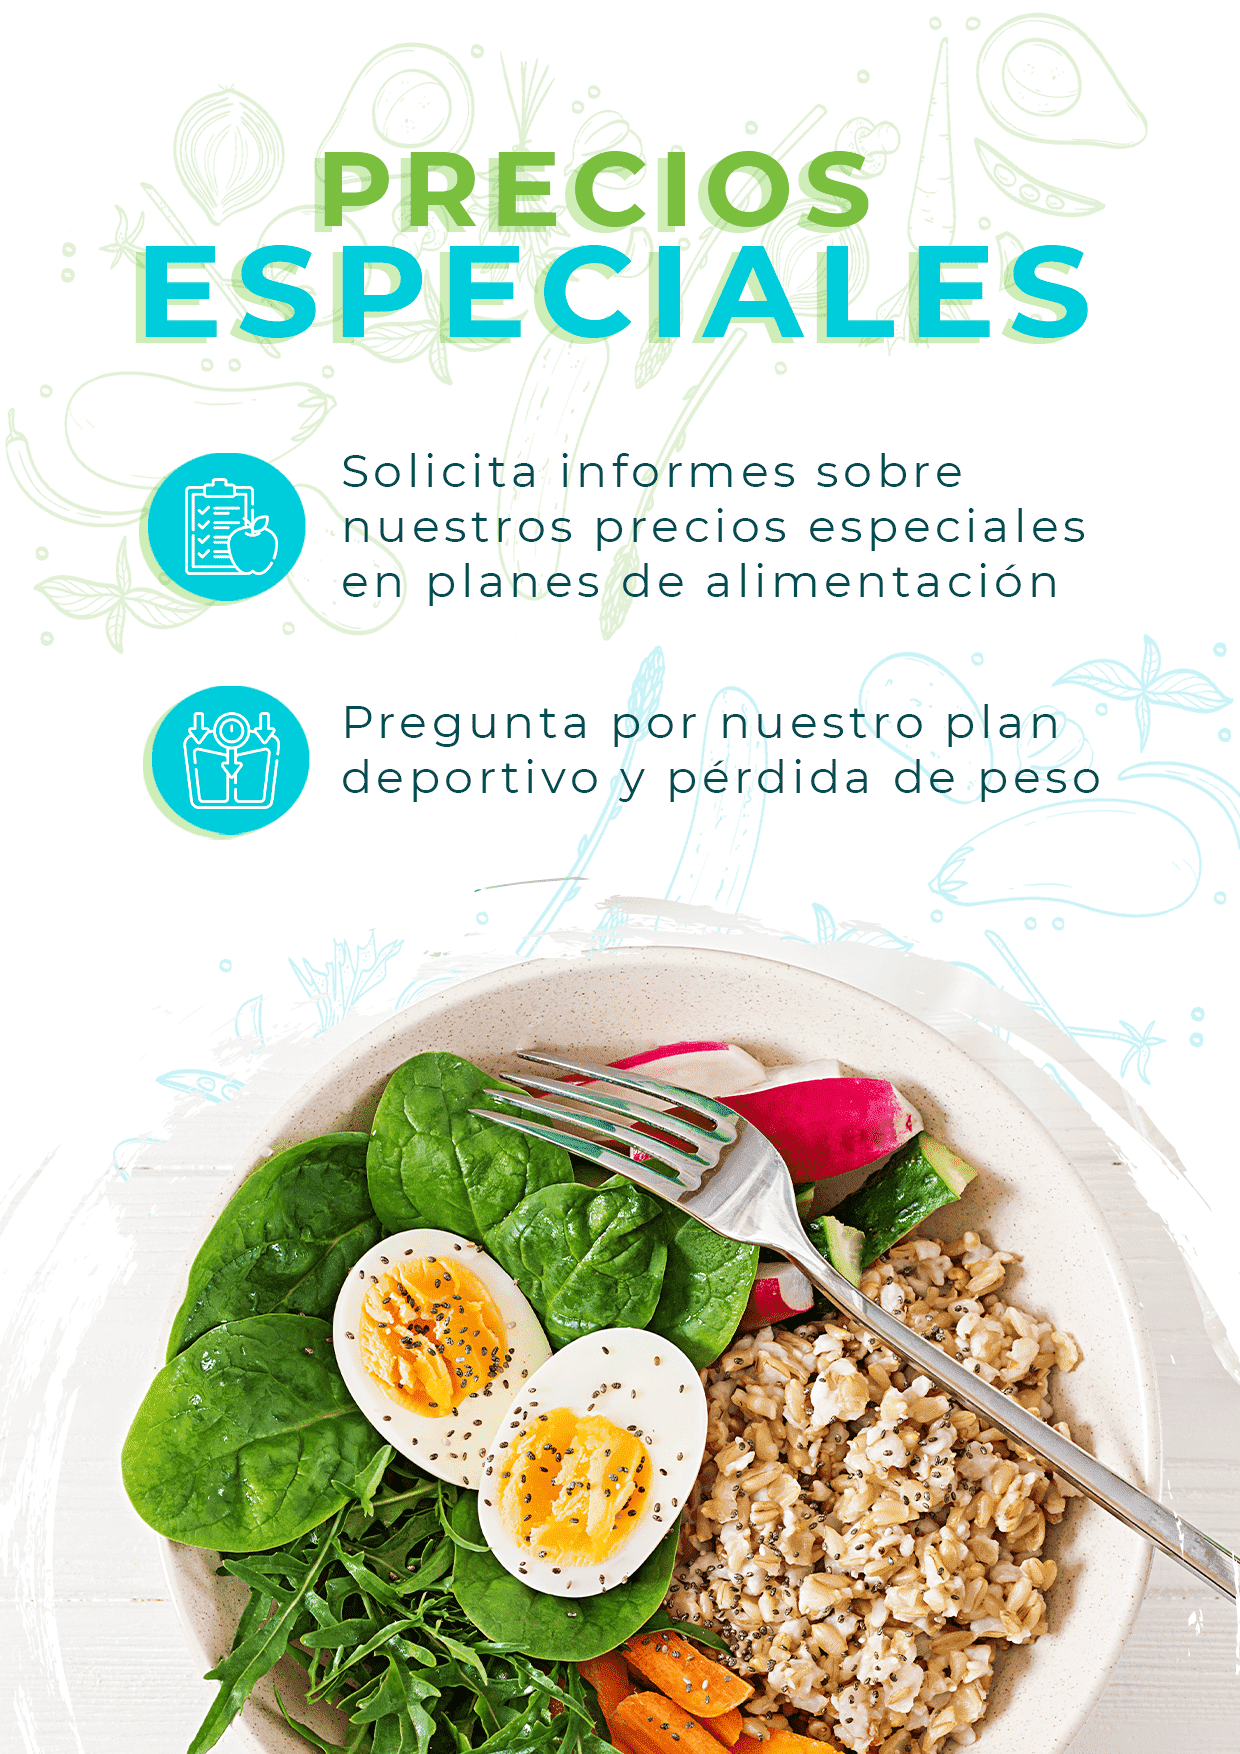 PRECIOS
ESPECIALES
Solicita informes sobre
nuestros precios especiales
en planes de alimentación
Pregunta por nuestro plan
deportivo y pérdida de peso